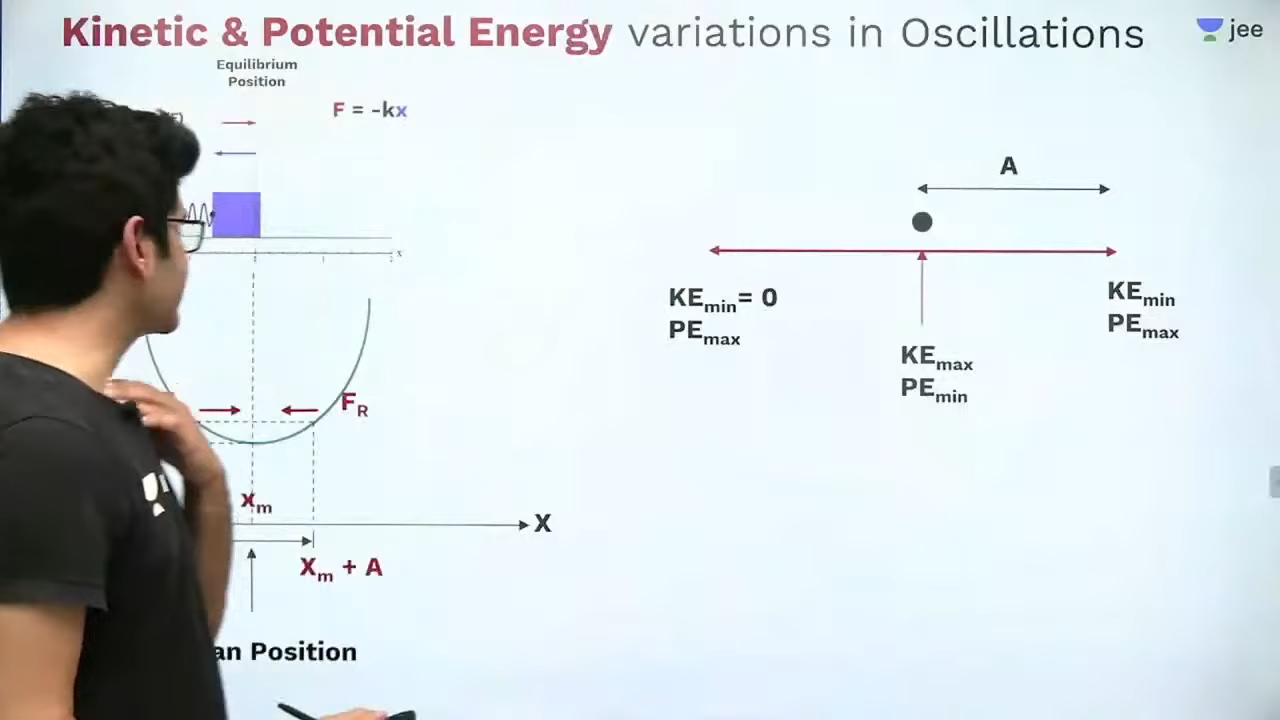 Kinetic & Potential Energy variations in Oscillations
jee
Equilibrium
Position
F = -kx
A
KEmin = 0
PEmax
KEmin
PEmax
KEmax
PEmin
FR
xm
X
Xm + A
an Position